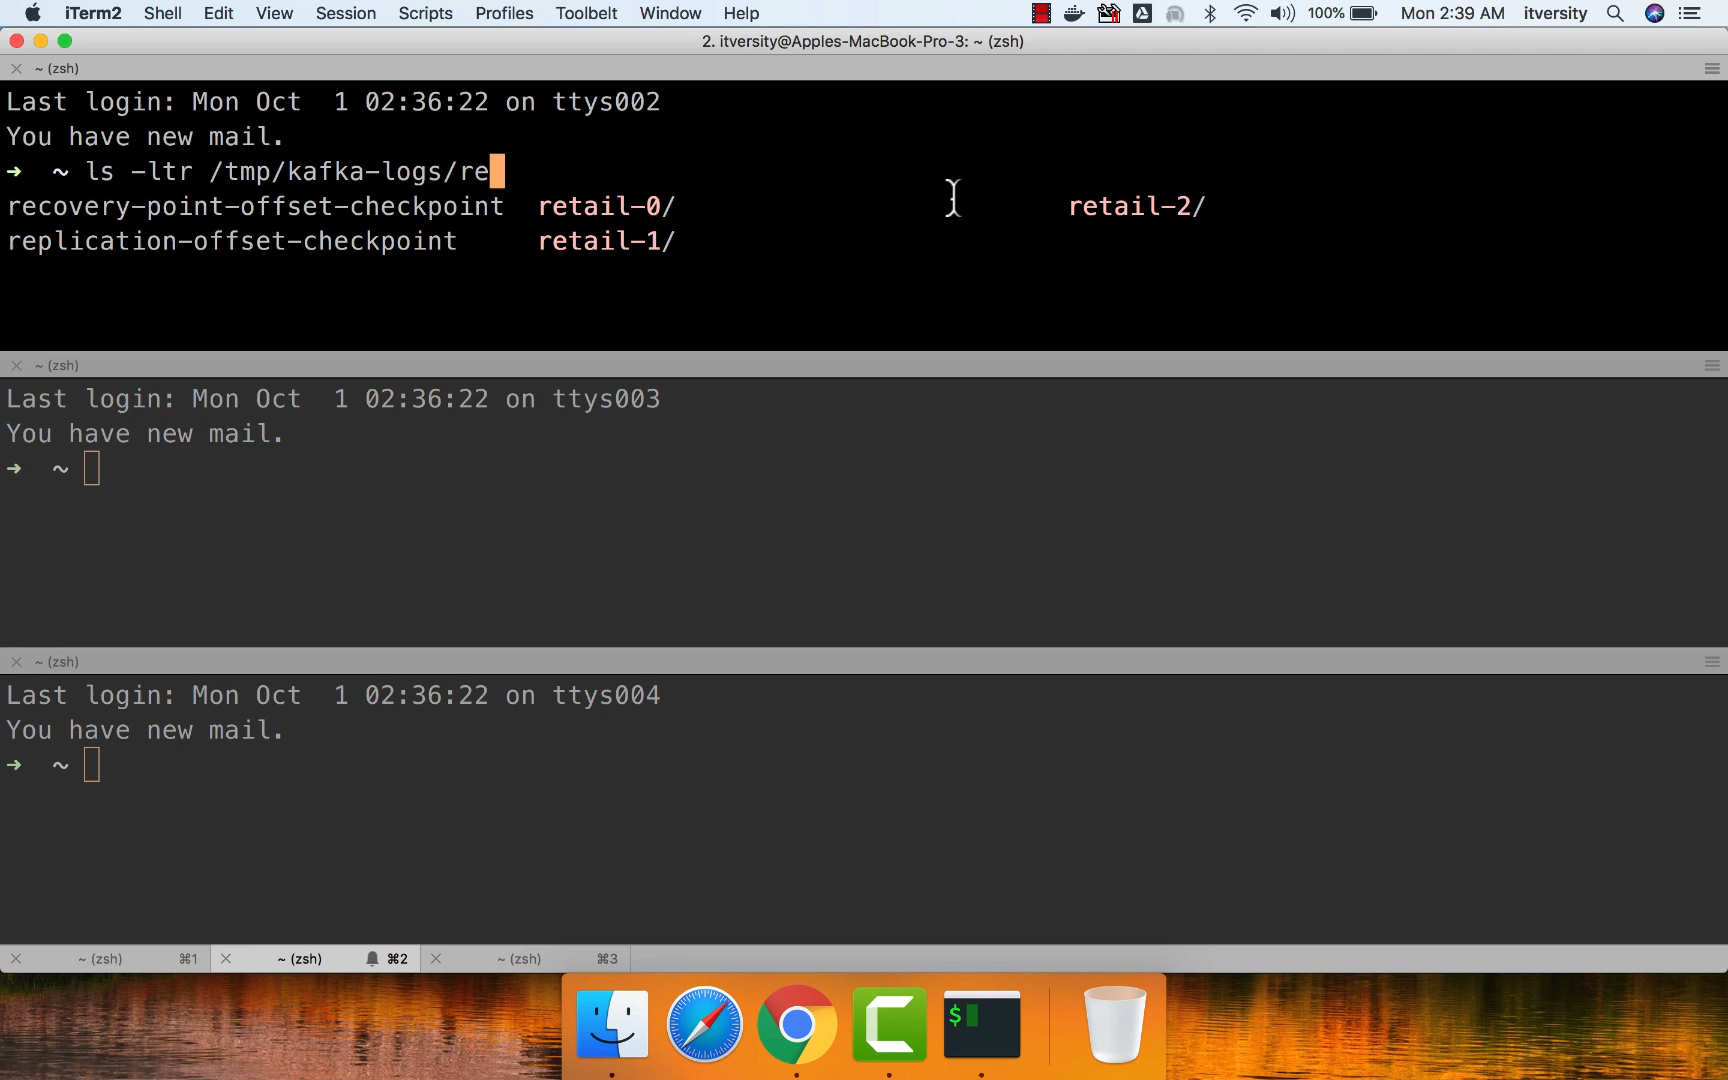 iTerm2 Shell Edit View Session Scripts Profiles Toolbelt Window Help 100% Mon 2:39 AM itversity
2. itversity@Apples-MacBook-Pro-3: ~ (zsh)
~ (zsh)
Last login: Mon Oct  1 02:36:22 on ttys002
You have new mail.
➜  ~ ls -ltr /tmp/kafka-logs/re
recovery-point-offset-checkpoint  retail-0/  retail-2/
replication-offset-checkpoint  retail-1/
~ (zsh)
Last login: Mon Oct  1 02:36:22 on ttys003
You have new mail.
➜  ~
~ (zsh)
Last login: Mon Oct  1 02:36:22 on ttys004
You have new mail.
➜  ~
~ (zsh) ⌘1 ~ (zsh) ⌘2 ~ (zsh) ⌘3
$